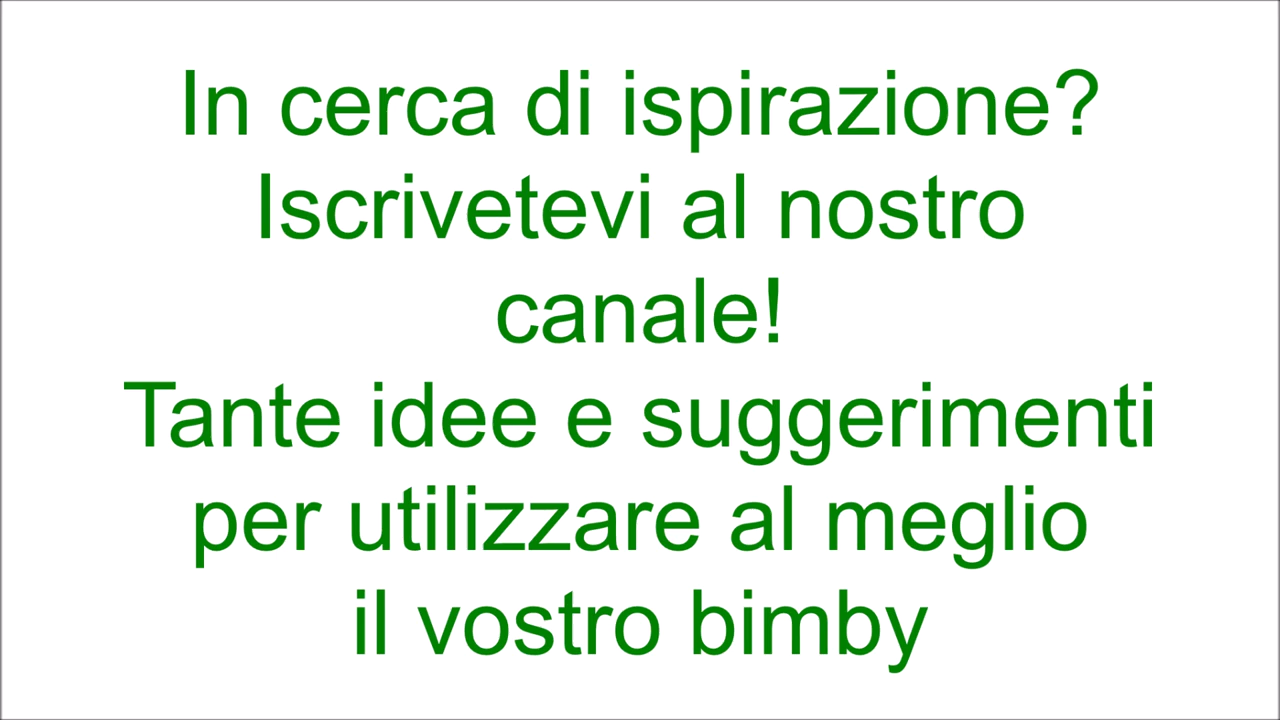 In cerca di ispirazione?
Iscrivetevi al nostro
canale!
Tante idee e suggerimenti
per utilizzare al meglio
il vostro bimby